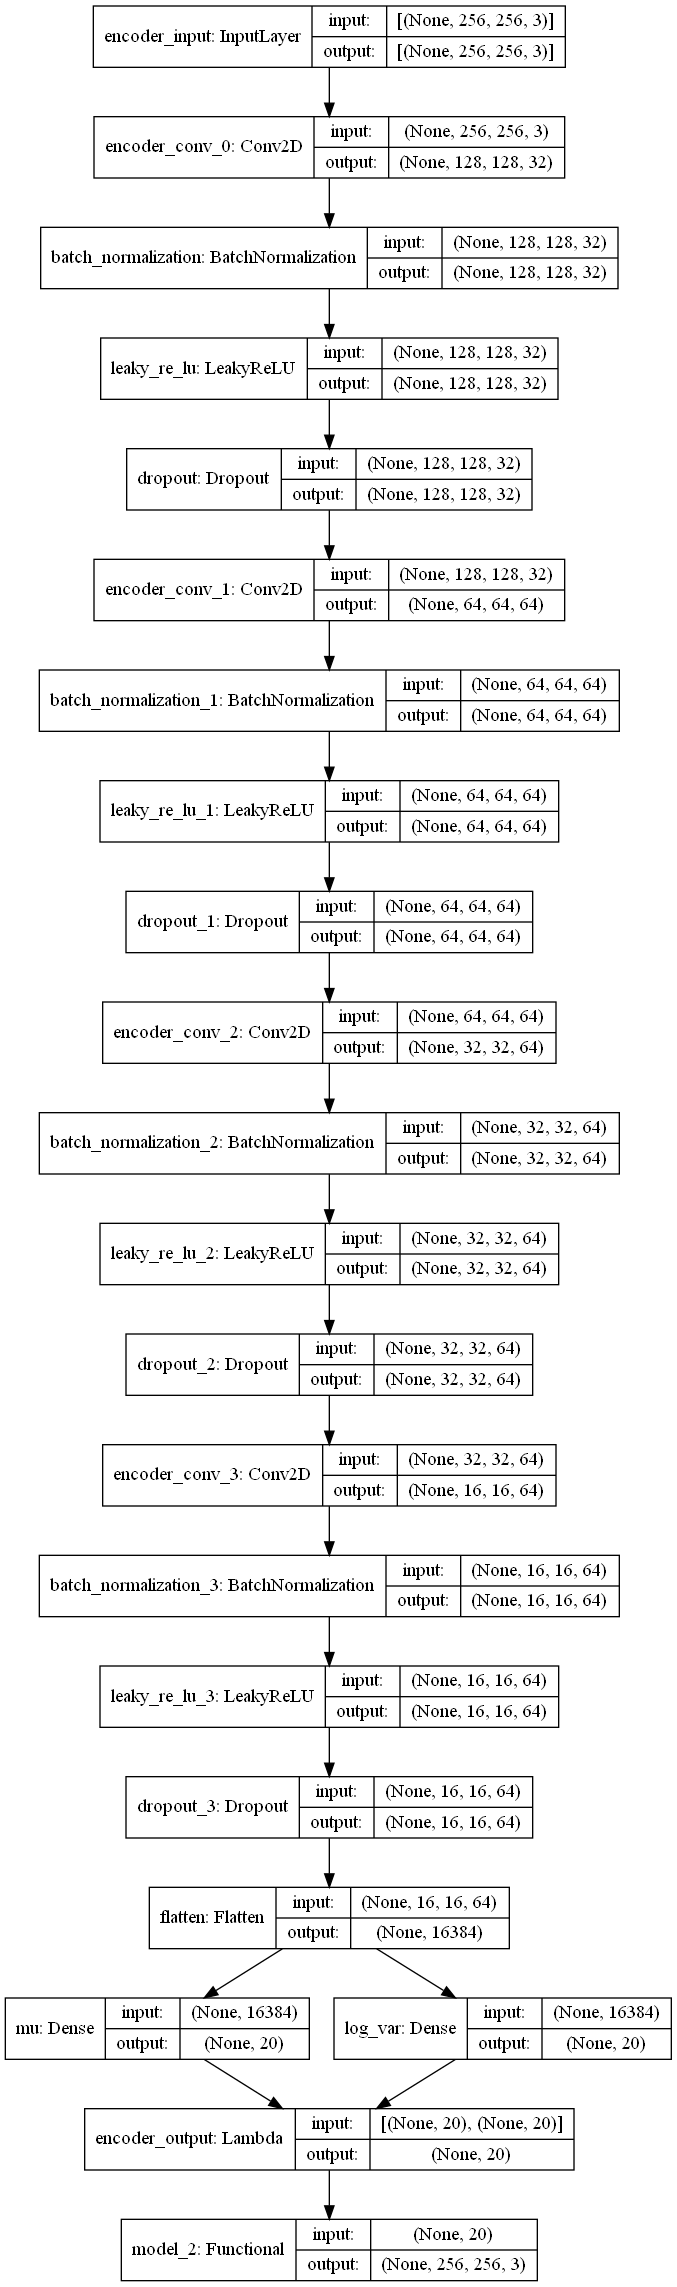 encoder_input: InputLayer
input: [(None, 256, 256, 3)]
output: [(None, 256, 256, 3)]
encoder_conv_0: Conv2D
input: (None, 256, 256, 3)
output: (None, 128, 128, 32)
batch_normalization: BatchNormalization
input: (None, 128, 128, 32)
output: (None, 128, 128, 32)
leaky_re_lu: LeakyReLU
input: (None, 128, 128, 32)
output: (None, 128, 128, 32)
dropout: Dropout
input: (None, 128, 128, 32)
output: (None, 128, 128, 32)
encoder_conv_1: Conv2D
input: (None, 128, 128, 32)
output: (None, 64, 64, 64)
batch_normalization_1: BatchNormalization
input: (None, 64, 64, 64)
output: (None, 64, 64, 64)
leaky_re_lu_1: LeakyReLU
input: (None, 64, 64, 64)
output: (None, 64, 64, 64)
dropout_1: Dropout
input: (None, 64, 64, 64)
output: (None, 64, 64, 64)
encoder_conv_2: Conv2D
input: (None, 64, 64, 64)
output: (None, 32, 32, 64)
batch_normalization_2: BatchNormalization
input: (None, 32, 32, 64)
output: (None, 32, 32, 64)
leaky_re_lu_2: LeakyReLU
input: (None, 32, 32, 64)
output: (None, 32, 32, 64)
dropout_2: Dropout
input: (None, 32, 32, 64)
output: (None, 32, 32, 64)
encoder_conv_3: Conv2D
input: (None, 32, 32, 64)
output: (None, 16, 16, 64)
batch_normalization_3: BatchNormalization
input: (None, 16, 16, 64)
output: (None, 16, 16, 64)
leaky_re_lu_3: LeakyReLU
input: (None, 16, 16, 64)
output: (None, 16, 16, 64)
dropout_3: Dropout
input: (None, 16, 16, 64)
output: (None, 16, 16, 64)
flatten: Flatten
input: (None, 16, 16, 64)
output: (None, 16384)
mu: Dense
input: (None, 16384)
output: (None, 20)
log_var: Dense
input: (None, 16384)
output: (None, 20)
encoder_output: Lambda
input: [(None, 20), (None, 20)]
output: (None, 20)
model_2: Functional
input: (None, 20)
output: (None, 256, 256, 3)